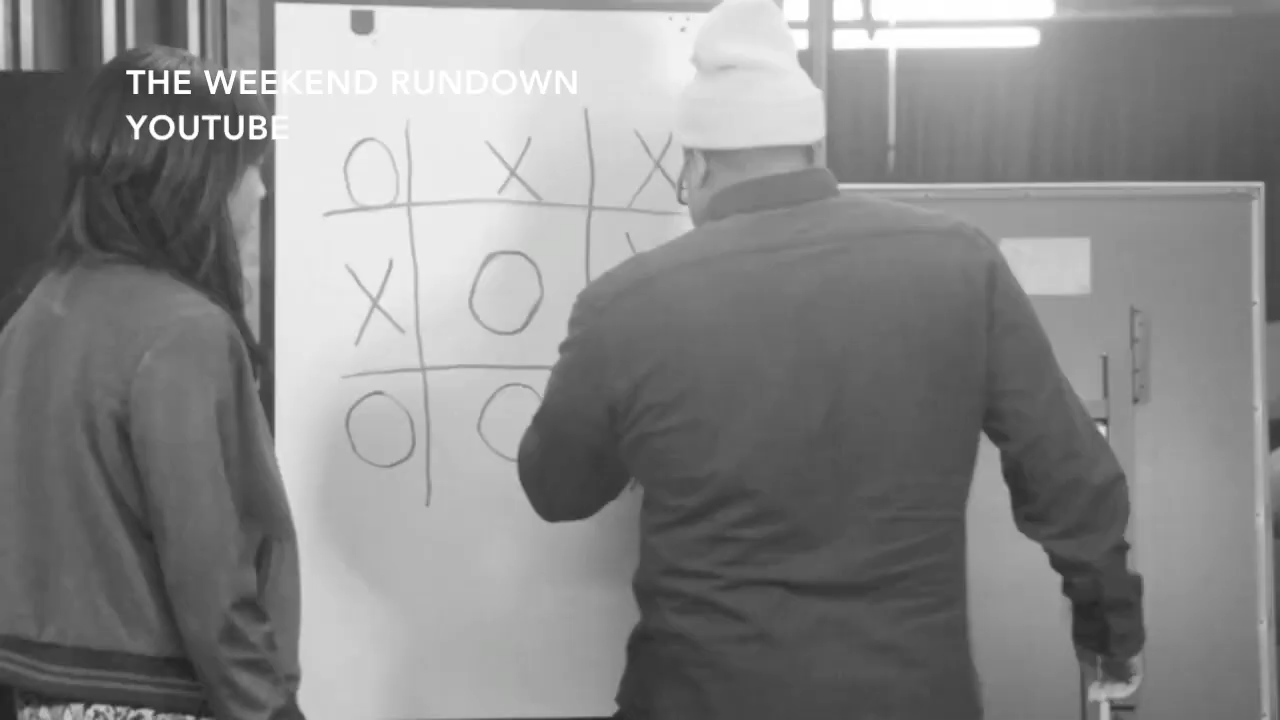 THE WEEKEND RUNDOWN
YOUTUBE
O X X
X O
O O